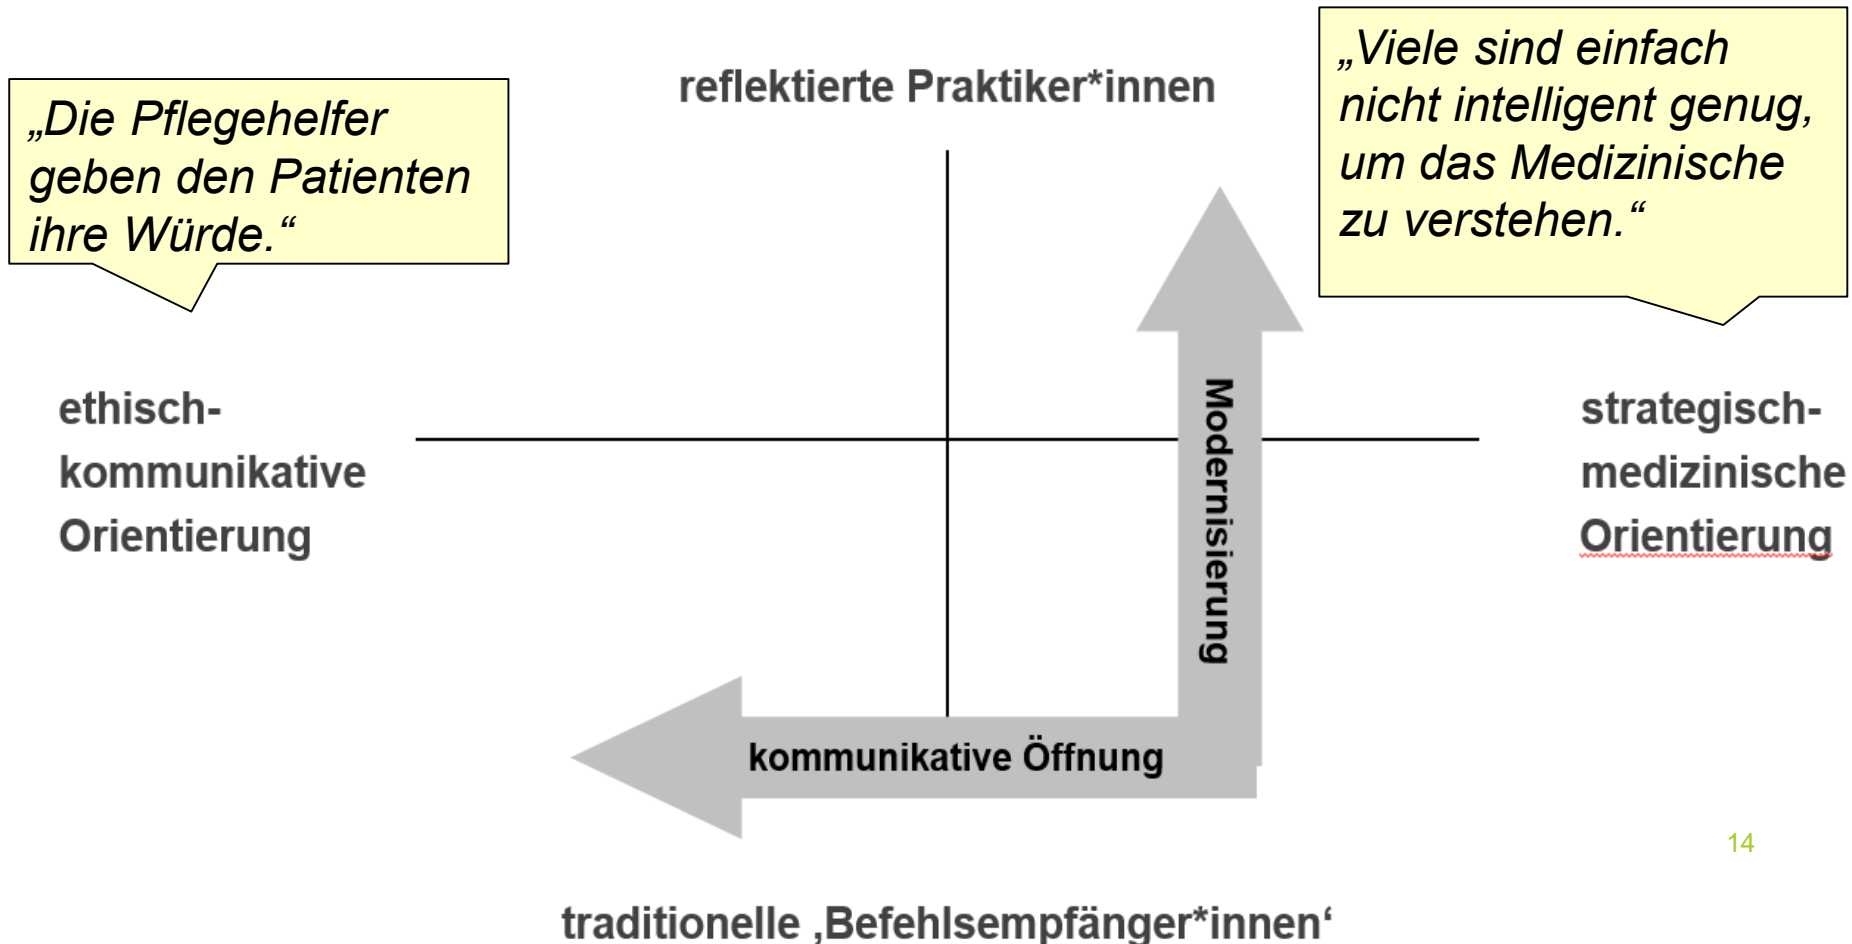 „Die Pflegehelfer
geben den Patienten
ihre Würde.“
reflektierte Praktiker*innen
„Viele sind einfach
nicht intelligent genug,
um das Medizinische
zu verstehen.“
ethisch-
kommunikative
Orientierung
Modernisierung
strategisch-
medizinische
Orientierung
kommunikative Öffnung
14
traditionelle ‚Befehlsempfänger*innen‘